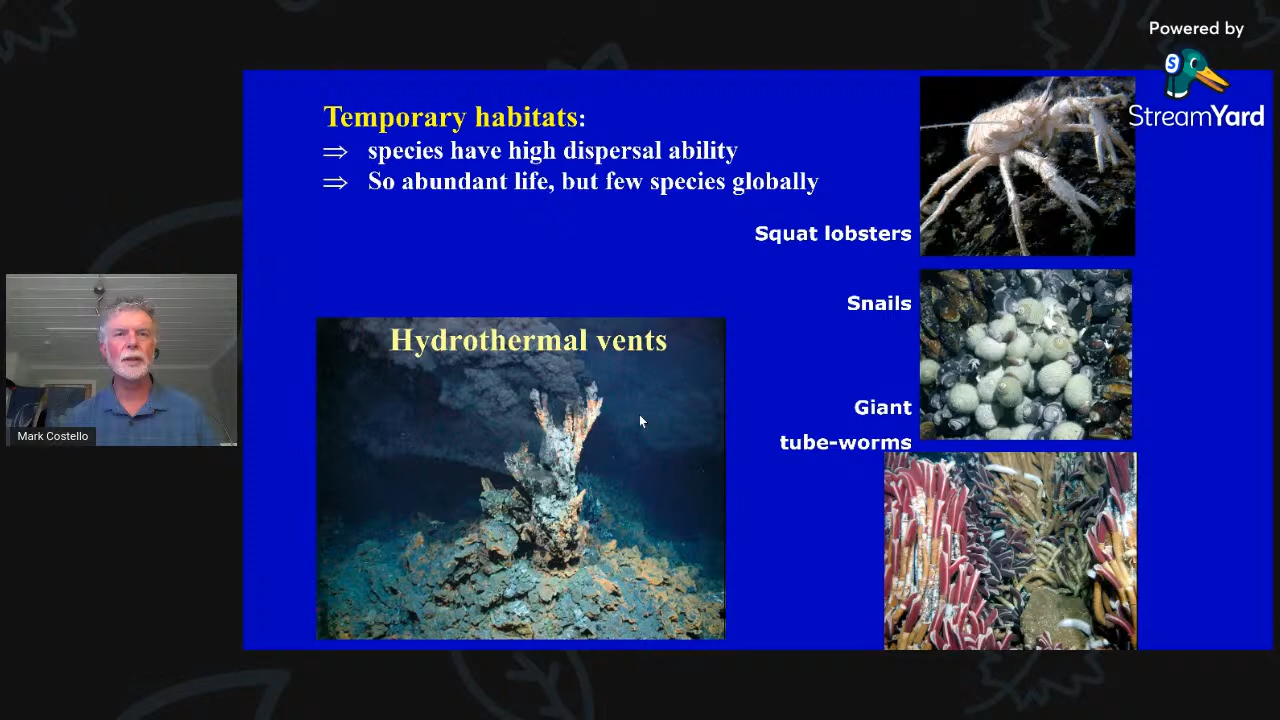 Powered by
S
StreamYard
Temporary habitats:
⇒ species have high dispersal ability
⇒ So abundant life, but few species globally
Squat lobsters
Snails
Giant
tube-worms
Hydrothermal vents
Mark Costello